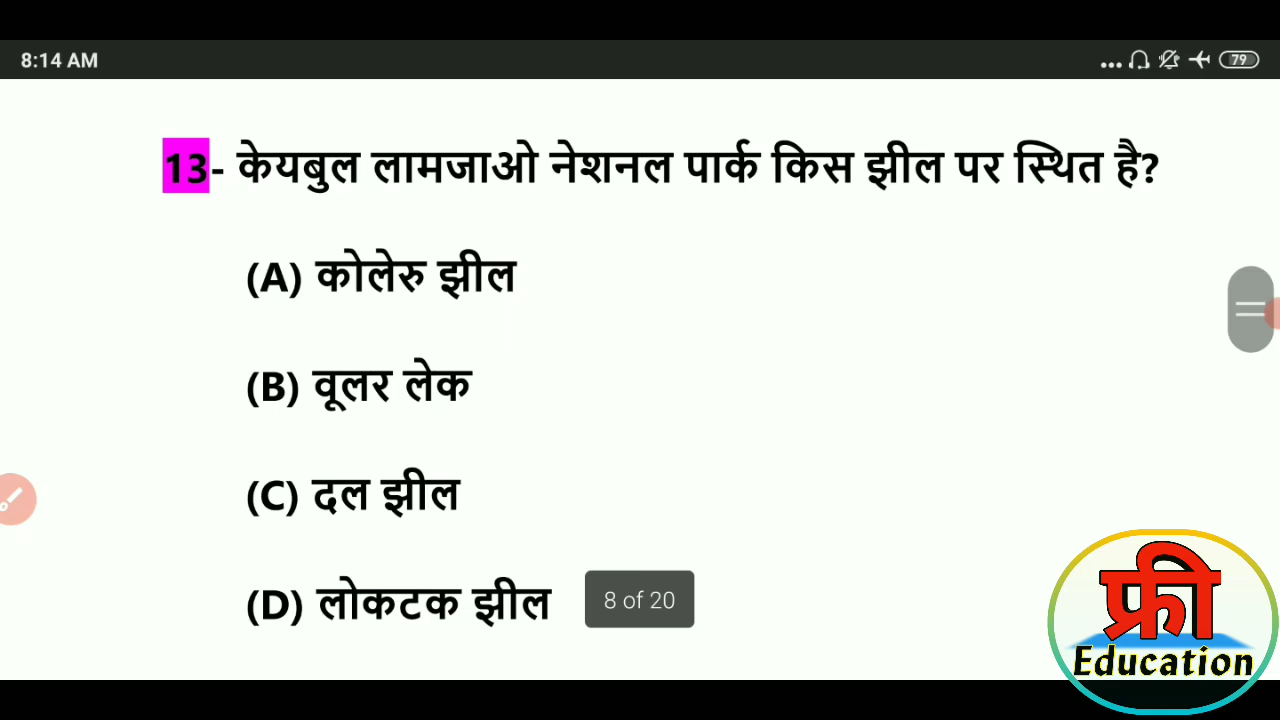 8:14 AM
79
13- केयबुल लामजाओ नेशनल पार्क किस झील पर स्थित है?
(A) कोलेरु झील
(B) वूलर लेक
(C) दल झील
(D) लोकटक झील
8 of 20
फ्री
Education